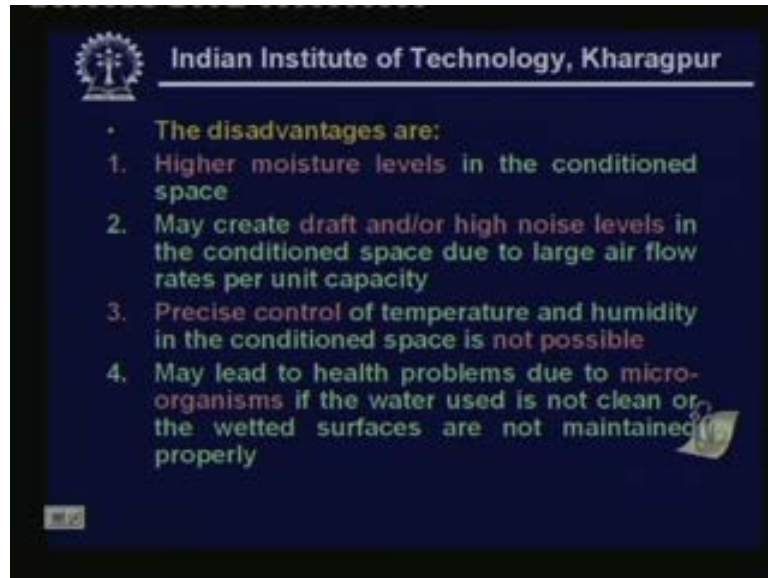 Indian Institute of Technology, Kharagpur
• The disadvantages are:
1. Higher moisture levels in the conditioned
space
2. May create draft and/or high noise levels in
the conditioned space due to large air flow
rates per unit capacity
3. Precise control of temperature and humidity
in the conditioned space is not possible
4. May lead to health problems due to micro-
organisms if the water used is not clean or
the wetted surfaces are not maintained
properly